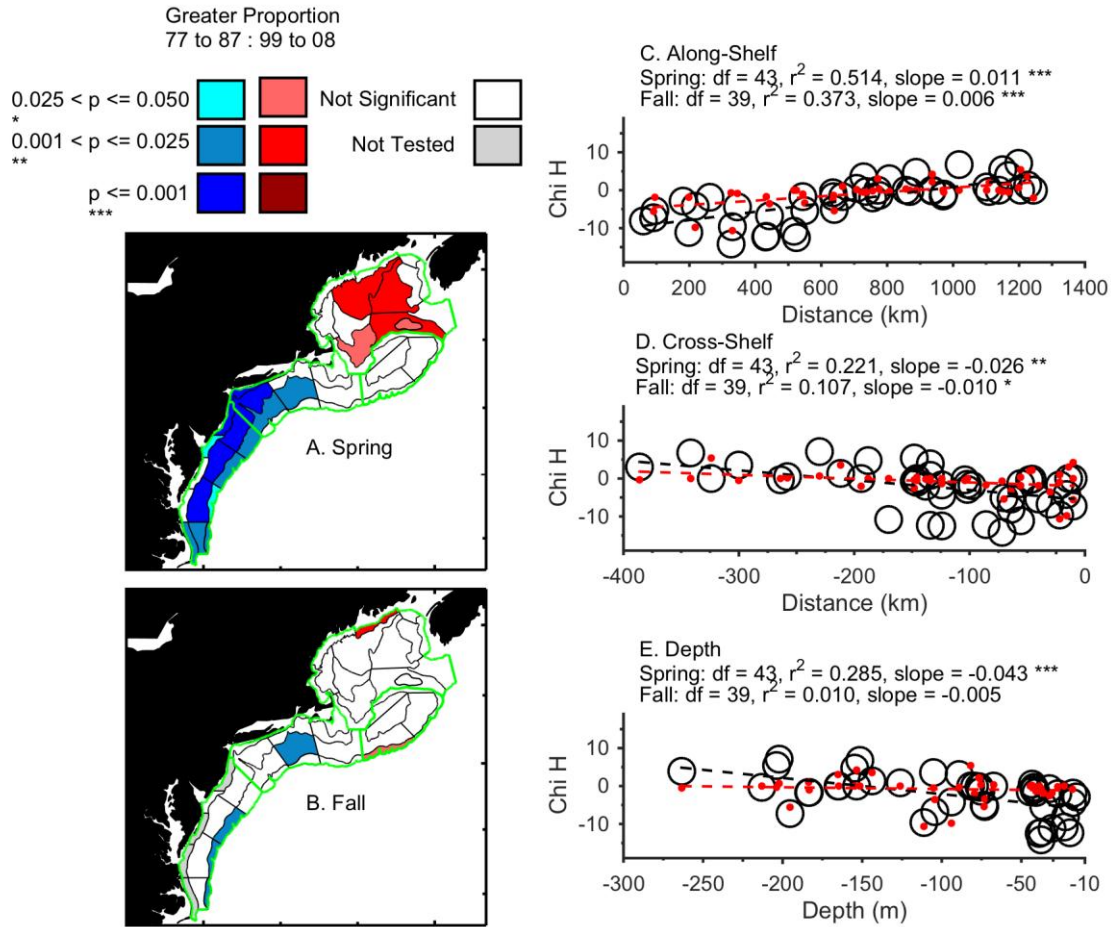 Greater Proportion
77 to 87 : 99 to 08
0.025 < p <= 0.050
*
0.001 < p <= 0.025
**
p <= 0.001
***
Not Significant
Not Tested
A. Spring
B. Fall
C. Along-Shelf
Spring: df = 43, r² = 0.514, slope = 0.011 ***
Fall: df = 39, r² = 0.373, slope = 0.006 ***
Chi H
10
0
-10
0 200 400 600 800 1000 1200 1400
Distance (km)
D. Cross-Shelf
Spring: df = 43, r² = 0.221, slope = -0.026 **
Fall: df = 39, r² = 0.107, slope = -0.010 *
Chi H
10
0
-10
-400 -300 -200 -100 0
Distance (km)
E. Depth
Spring: df = 43, r² = 0.285, slope = -0.043 ***
Fall: df = 39, r² = 0.010, slope = -0.005
Chi H
10
0
-10
-300 -250 -200 -150 -100 -50 -10
Depth (m)